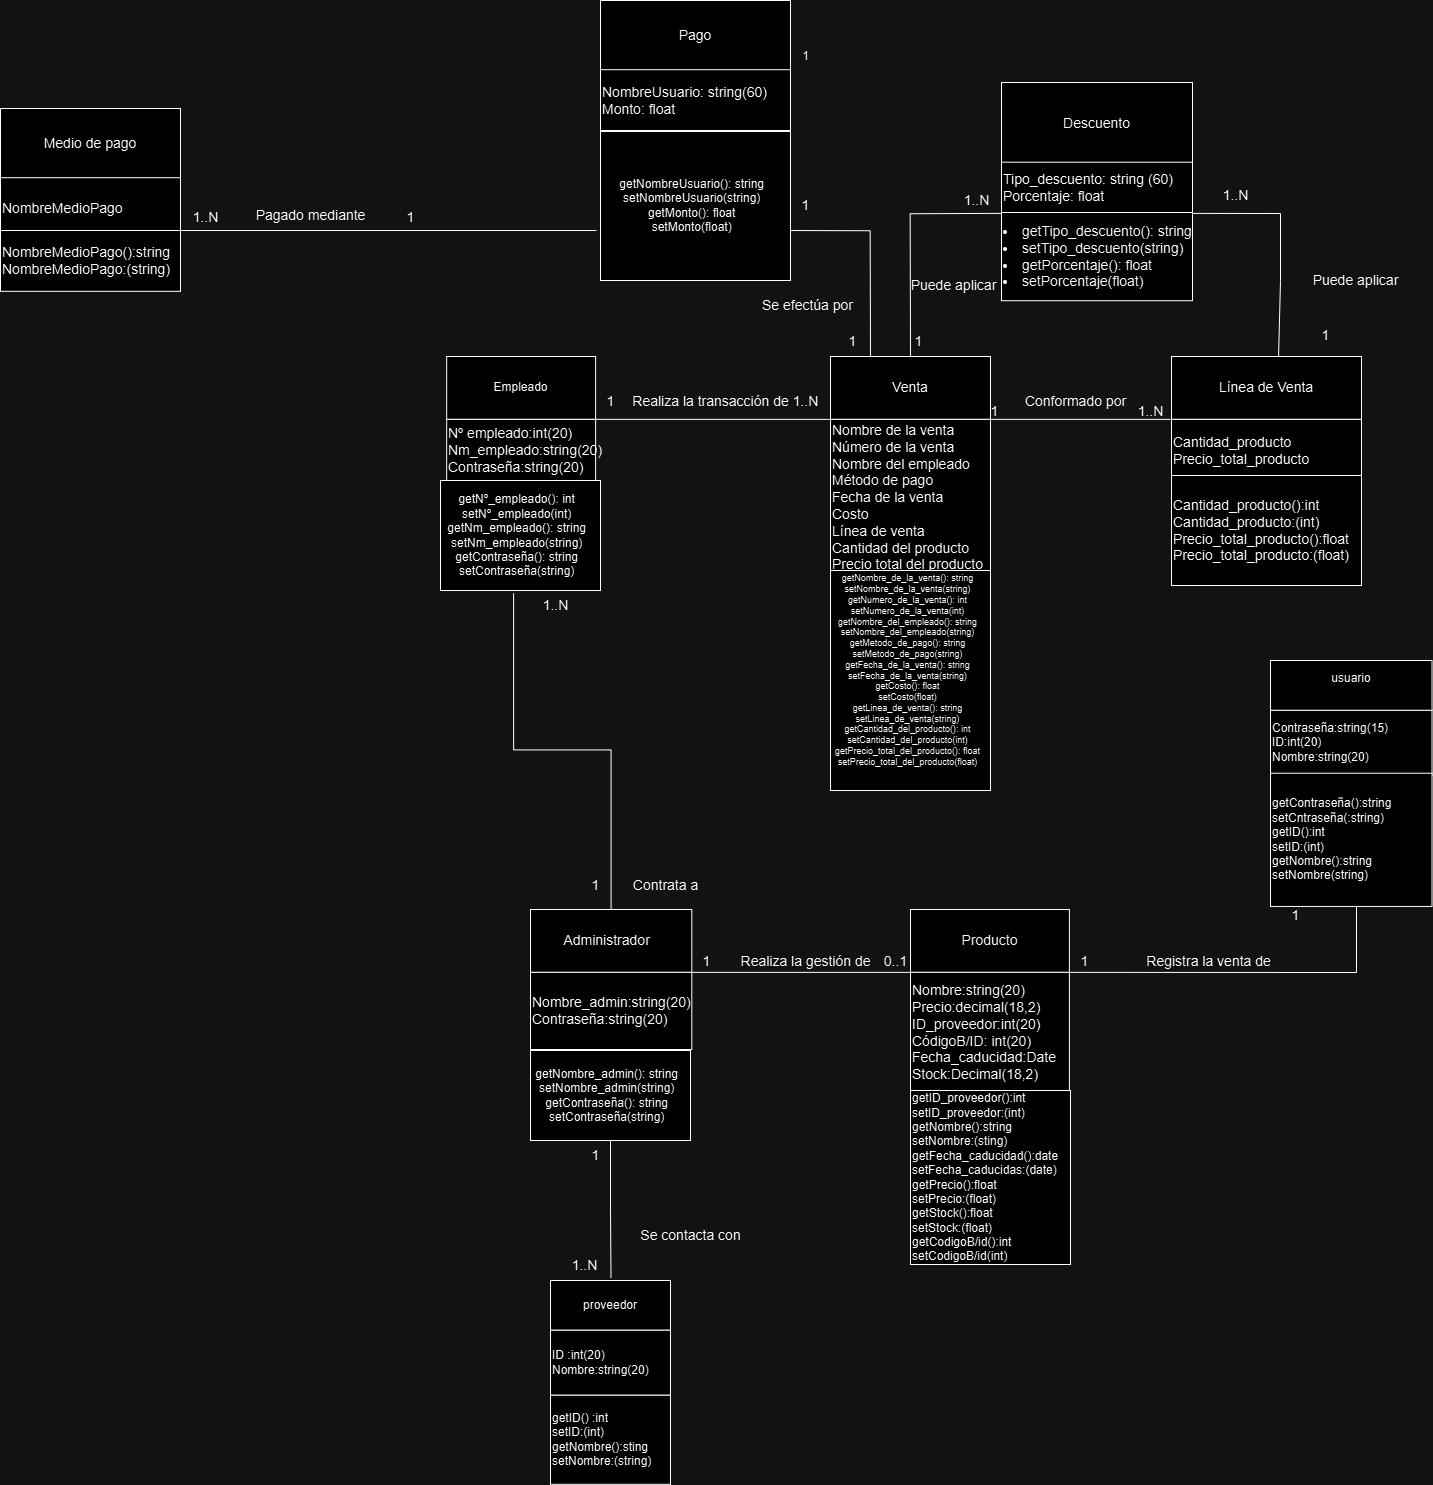 Pago
1
NombreUsuario: string(60)
Monto: float
getNombreUsuario(): string
setNombreUsuario(string)
getMonto(): float
setMonto(float)
Medio de pago
NombreMedioPago
NombreMedioPago():string
NombreMedioPago:(string)
1..N
Pagado mediante
1
1
Se efectúa por
1
Descuento
Tipo_descuento: string (60)
Porcentaje: float
getTipo_descuento(): string
setTipo_descuento(string)
getPorcentaje(): float
setPorcentaje(float)
1..N
Puede aplicar
1
1..N
Puede aplicar
1
Empleado
Nº empleado:int(20)
Nm_empleado:string(20)
Contraseña:string(20)
getNº_empleado(): int
setNº_empleado(int)
getNm_empleado(): string
setNm_empleado(string)
getContraseña(): string
setContraseña(string)
1
Realiza la transacción de
1..N
Venta
Nombre de la venta
Número de la venta
Nombre del empleado
Método de pago
Fecha de la venta
Costo
Línea de venta
Cantidad del producto
Precio total del producto
getNombre_de_la_venta(): string
setNombre_de_la_venta(string)
getNumero_de_la_venta(): int
setNumero_de_la_venta(int)
getNombre_del_empleado(): string
setNombre_del_empleado(string)
getMetodo_de_pago(): string
setMetodo_de_pago(string)
getFecha_de_la_venta(): string
setFecha_de_la_venta(string)
getCosto(): float
setCosto(float)
getLinea_de_venta(): string
setLinea_de_venta(string)
getCantidad_del_producto(): int
setCantidad_del_producto(int)
getPrecio_total_del_producto(): float
setPrecio_total_del_producto(float)
1
Conformado por
1..N
Línea de Venta
Cantidad_producto
Precio_total_producto
Cantidad_producto():int
Cantidad_producto:(int)
Precio_total_producto():float
Precio_total_producto:(float)
1..N
1
Contrata a
usuario
Contraseña:string(15)
ID:int(20)
Nombre:string(20)
getContraseña():string
setCntraseña(:string)
getID():int
setID:(int)
getNombre():string
setNombre(string)
1
Administrador
Nombre_admin:string(20)
Contraseña:string(20)
getNombre_admin(): string
setNombre_admin(string)
getContraseña(): string
setContraseña(string)
1
Realiza la gestión de
0..1
Producto
Nombre:string(20)
Precio:decimal(18,2)
ID_proveedor:int(20)
CódigoB/ID: int(20)
Fecha_caducidad:Date
Stock:Decimal(18,2)
getID_proveedor():int
setID_proveedor:(int)
getNombre():string
setNombre:(sting)
getFecha_caducidad():date
setFecha_caducidas:(date)
getPrecio():float
setPrecio:(float)
getStock():float
setStock:(float)
getCodigoB/id():int
setCodigoB/id(int)
1
Registra la venta de
1
Se contacta con
1..N
proveedor
ID :int(20)
Nombre:string(20)
getID() :int
setID:(int)
getNombre():sting
setNombre:(string)